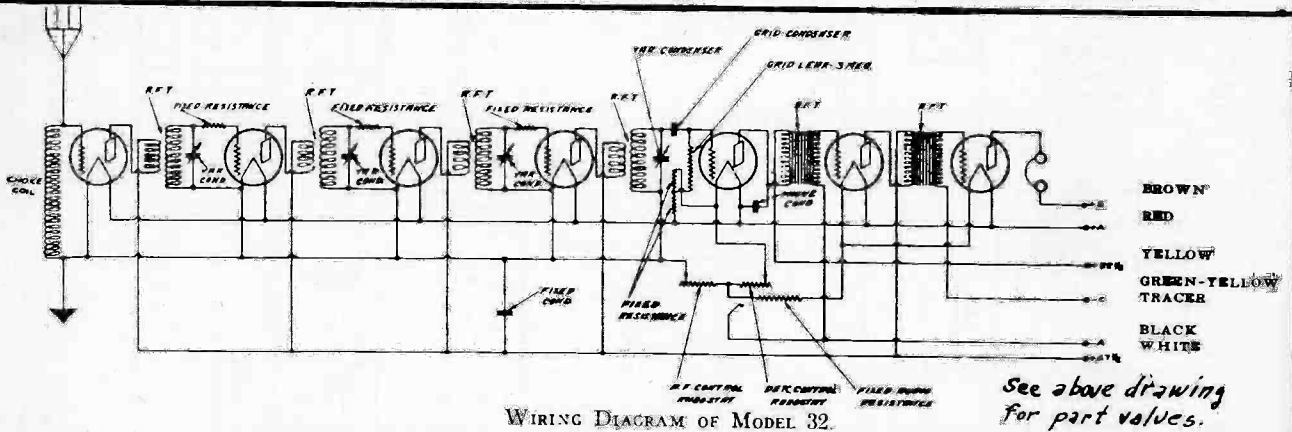 GRID CONDENSER
VAR CONDENSER
GRID LEAK-3 MEG.
R.F.T
FIXED RESISTANCE
R.F.T
FIXED RESISTANCE
R.F.T
FIXED RESISTANCE
R.F.T
CHOKE
COIL
VAR
COND.
VAR
COND.
VAR
COND.
PHONE
COND
BROWN
RED
YELLOW
GREEN-YELLOW
TRACER
BLACK
WHITE
FIXED
COND.
FIXED
RESISTANCE
R.F. CONTROL
RHEOSTAT
DET. CONTROL
RHEOSTAT
FIXED
RESISTANCE
See above drawing
for part values.
WIRING DIAGRAM OF MODEL 32.